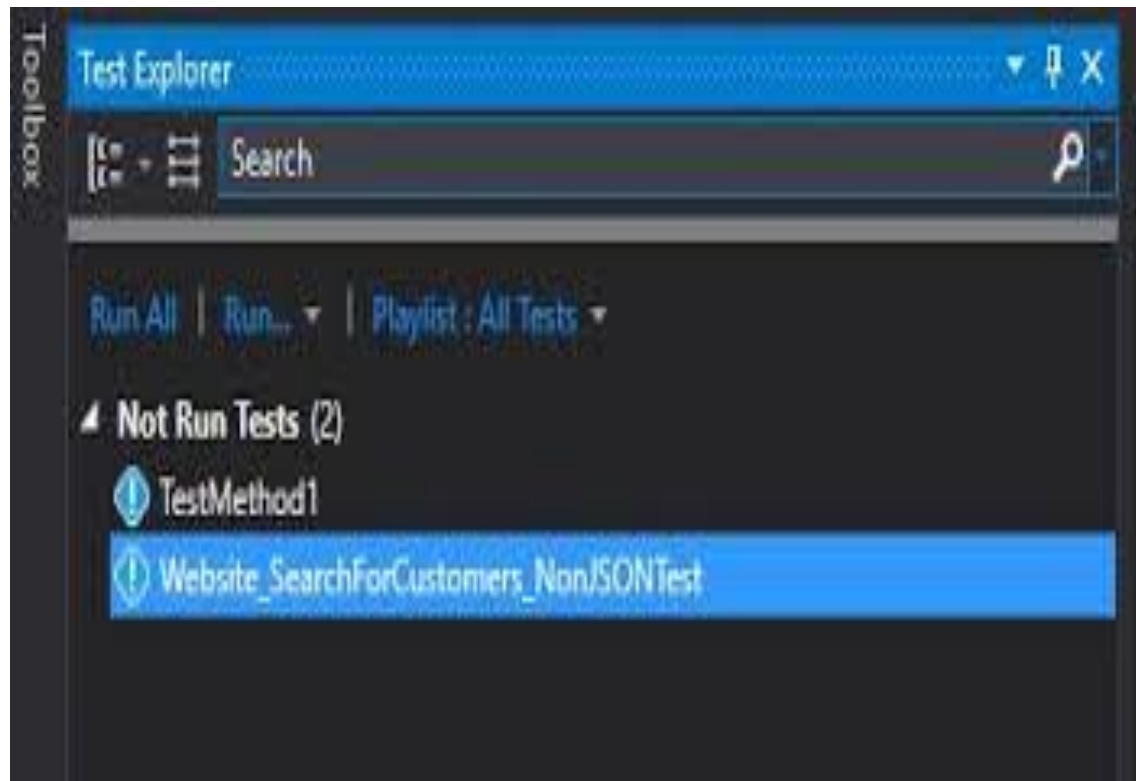 Toolbox
Test Explorer
Search
Run All | Run... | Playlist : All Tests
Not Run Tests (2)
TestMethod1
Website_SearchForCustomers_NonJSONTest